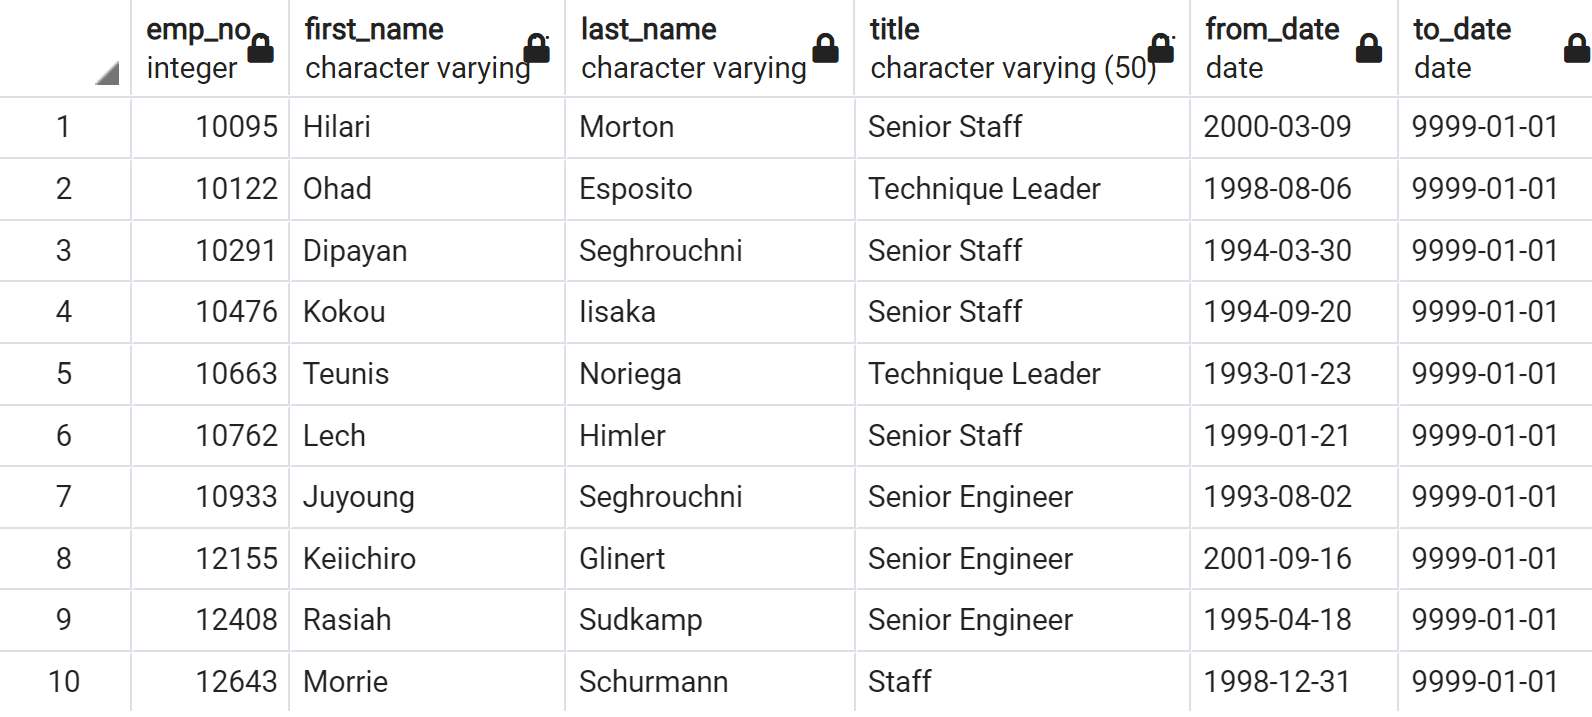 emp_no first_name last_name title from_date to_date
integer character varying character varying character varying (50) date date
1 10095 Hilari Morton Senior Staff 2000-03-09 9999-01-01
2 10122 Ohad Esposito Technique Leader 1998-08-06 9999-01-01
3 10291 Dipayan Seghrouchni Senior Staff 1994-03-30 9999-01-01
4 10476 Kokou Iisaka Senior Staff 1994-09-20 9999-01-01
5 10663 Teunis Noriega Technique Leader 1993-01-23 9999-01-01
6 10762 Lech Himler Senior Staff 1999-01-21 9999-01-01
7 10933 Juyoung Seghrouchni Senior Engineer 1993-08-02 9999-01-01
8 12155 Keiichiro Glinert Senior Engineer 2001-09-16 9999-01-01
9 12408 Rasiah Sudkamp Senior Engineer 1995-04-18 9999-01-01
10 12643 Morrie Schurmann Staff 1998-12-31 9999-01-01